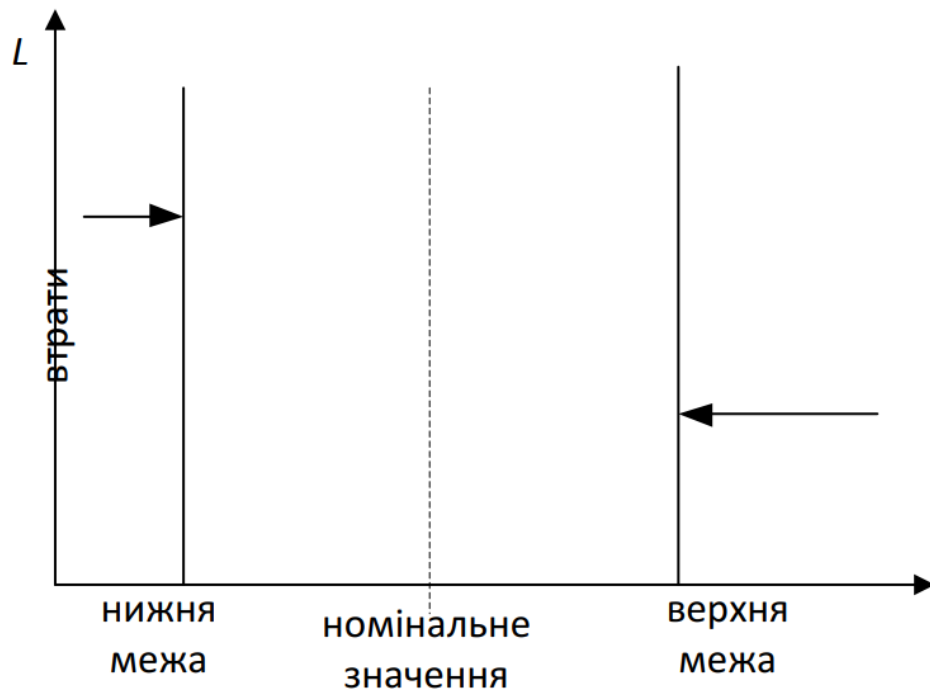 L
втрати
нижня
межа
номінальне
значення
верхня
межа